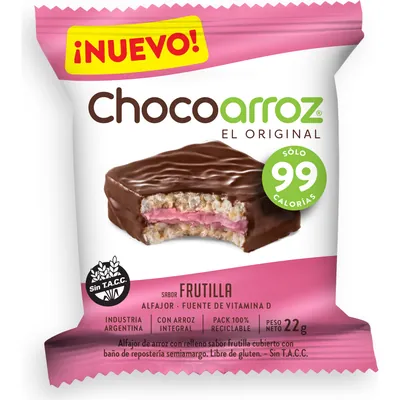 ¡NUEVO!
Chocoarroz®
EL ORIGINAL
SÓLO
99
CALORÍAS
Sin T.A.C.C.
SABOR FRUTILLA
ALFAJOR - FUENTE DE VITAMINA D
INDUSTRIA ARGENTINA
CON ARROZ INTEGRAL
PACK 100% RECICLABLE
PESO NETO 22g
Alfajor de arroz con relleno sabor frutilla cubierto con
baño de repostería semiamargo. Libre de gluten. – Sin T.A.C.C.